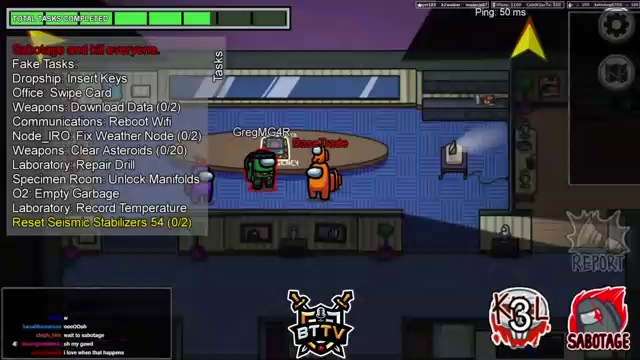 TOTAL TASKS COMPLETED
Ping: 50 ms
Sabotage and kill everyone.
Fake Tasks:
Dropship: Insert Keys
Office: Swipe Card
Weapons: Download Data (0/2)
Communications: Reboot Wifi
Node_IRO: Fix Weather Node (0/2)
Weapons: Clear Asteroids (0/20)
Laboratory: Repair Drill
Specimen Room: Unlock Manifolds
O2: Empty Garbage
Laboratory: Record Temperature
Reset Seismic Stabilizers 54 (0/2)
Tasks
GregMG4R
BaseTrade
REPORT
oooOOoh
wait to sabotage
oh my gawd
i love when that happens
BTTV
K3L
SABOTAGE